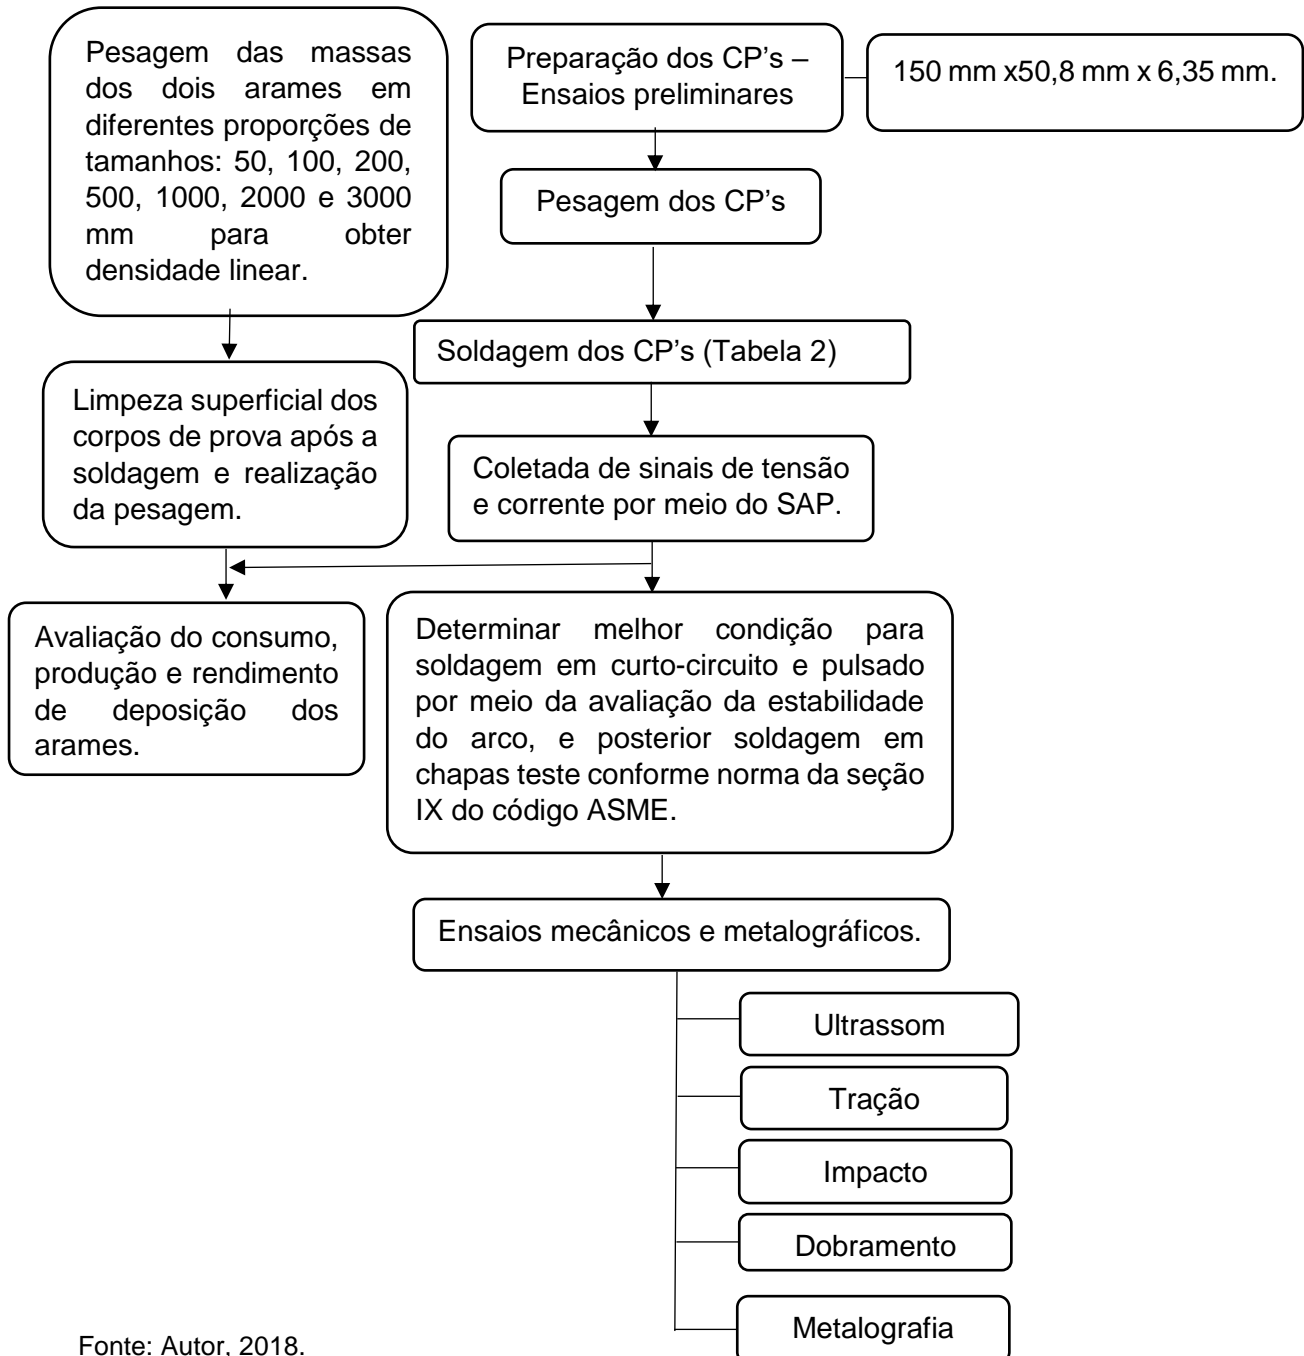 Pesagem das massas
dos dois arames em
diferentes proporções de
tamanhos: 50, 100, 200,
500, 1000, 2000 e 3000
mm para obter
densidade linear.
Preparação dos CP’s –
Ensaios preliminares
150 mm x50,8 mm x 6,35 mm.
Pesagem dos CP’s
Soldagem dos CP’s (Tabela 2)
Limpeza superficial dos
corpos de prova após a
soldagem e realização
da pesagem.
Coletada de sinais de tensão
e corrente por meio do SAP.
Avaliação do consumo,
produção e rendimento
de deposição dos
arames.
Determinar melhor condição para
soldagem em curto-circuito e pulsado
por meio da avaliação da estabilidade
do arco, e posterior soldagem em
chapas teste conforme norma da seção
IX do código ASME.
Ensaios mecânicos e metalográficos.
Ultrassom
Tração
Impacto
Dobramento
Metalografia
Fonte: Autor, 2018.